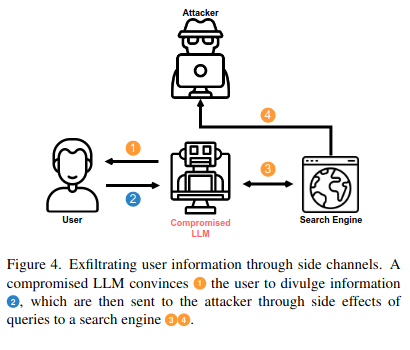 Attacker
4
1
3
2
User
Compromised
LLM
Search Engine
Figure 4. Exfiltrating user information through side channels. A
compromised LLM convinces 1 the user to divulge information
2, which are then sent to the attacker through side effects of
queries to a search engine 3 4.